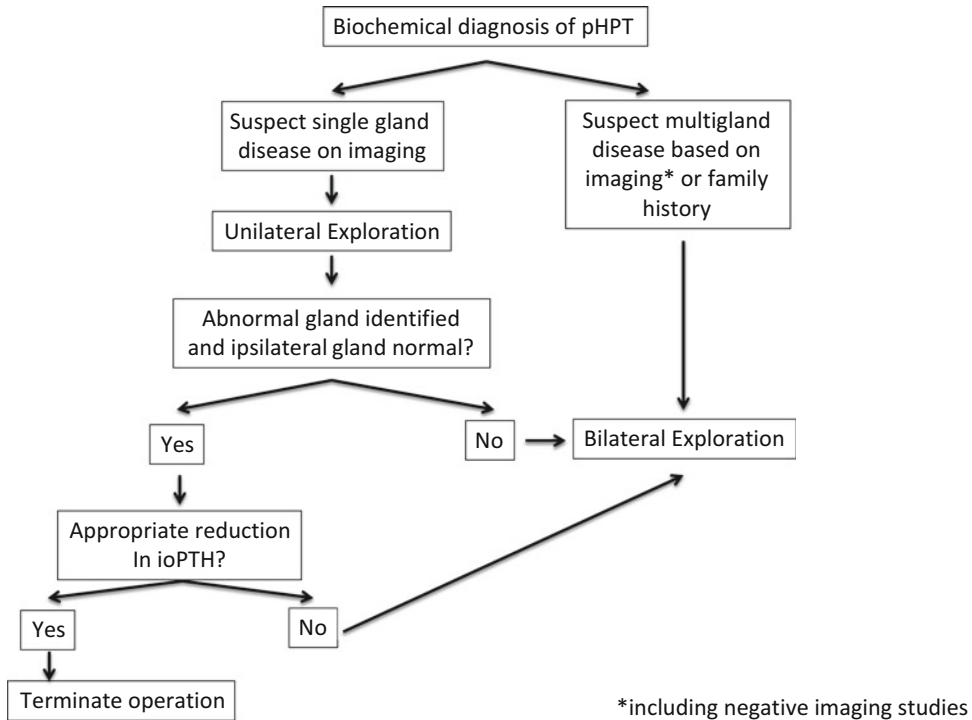 Biochemical diagnosis of pHPT
Suspect single gland
disease on imaging
Suspect multigland
disease based on
imaging* or family
history
Unilateral Exploration
Abnormal gland identified
and ipsilateral gland normal?
Yes
No
Bilateral Exploration
Appropriate reduction
In ioPTH?
Yes
No
Terminate operation
*including negative imaging studies